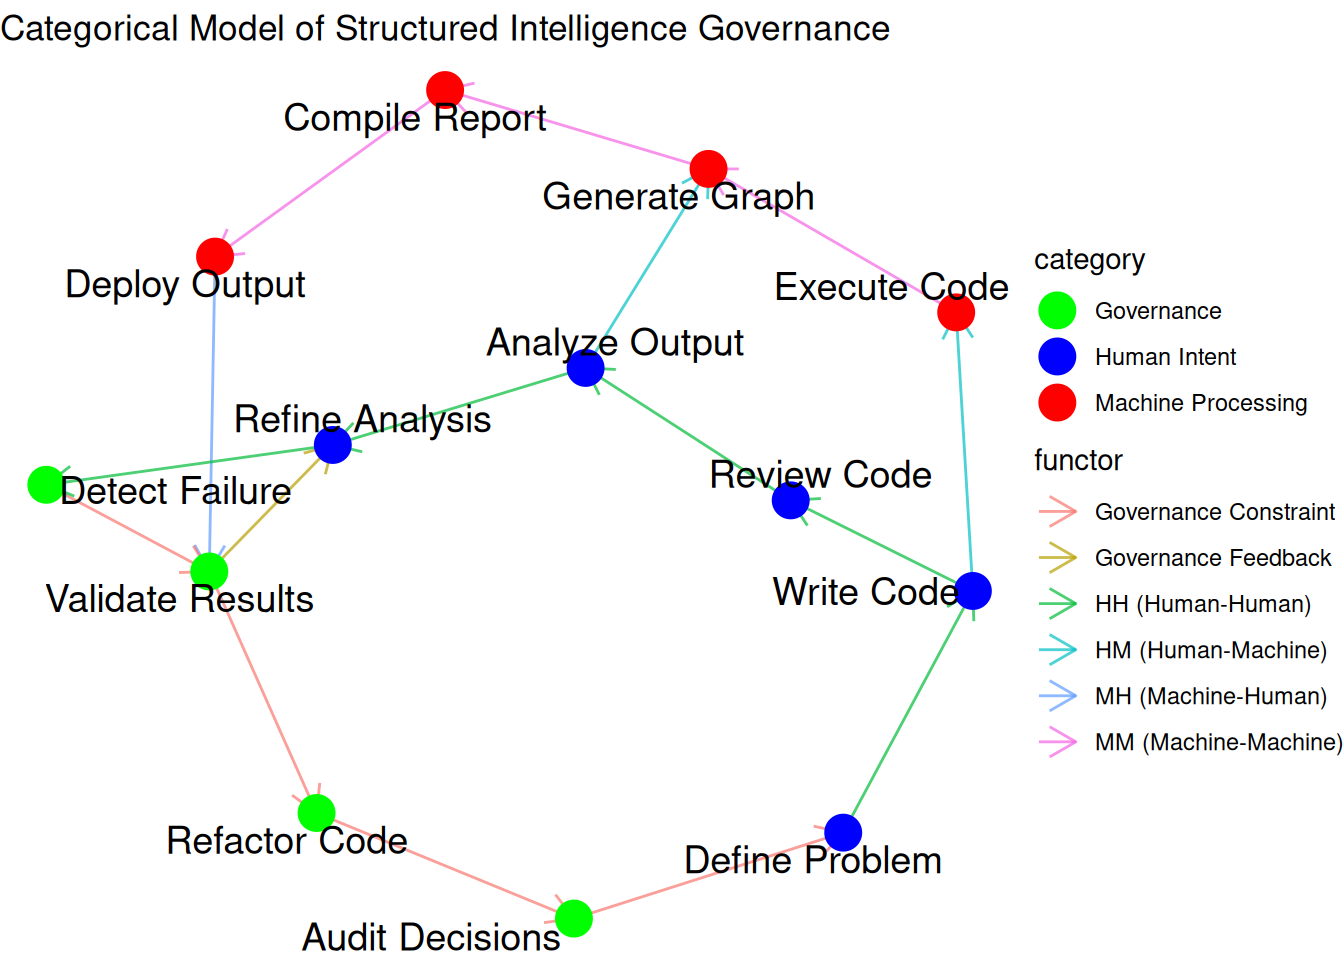 Categorical Model of Structured Intelligence Governance
Compile Report
Generate Graph
Deploy Output
Execute Code
Analyze Output
Refine Analysis
Review Code
Detect Failure
Write Code
Validate Results
Refactor Code
Define Problem
Audit Decisions
category
Governance
Human Intent
Machine Processing
functor
Governance Constraint
Governance Feedback
HH (Human-Human)
HM (Human-Machine)
MH (Machine-Human)
MM (Machine-Machine)